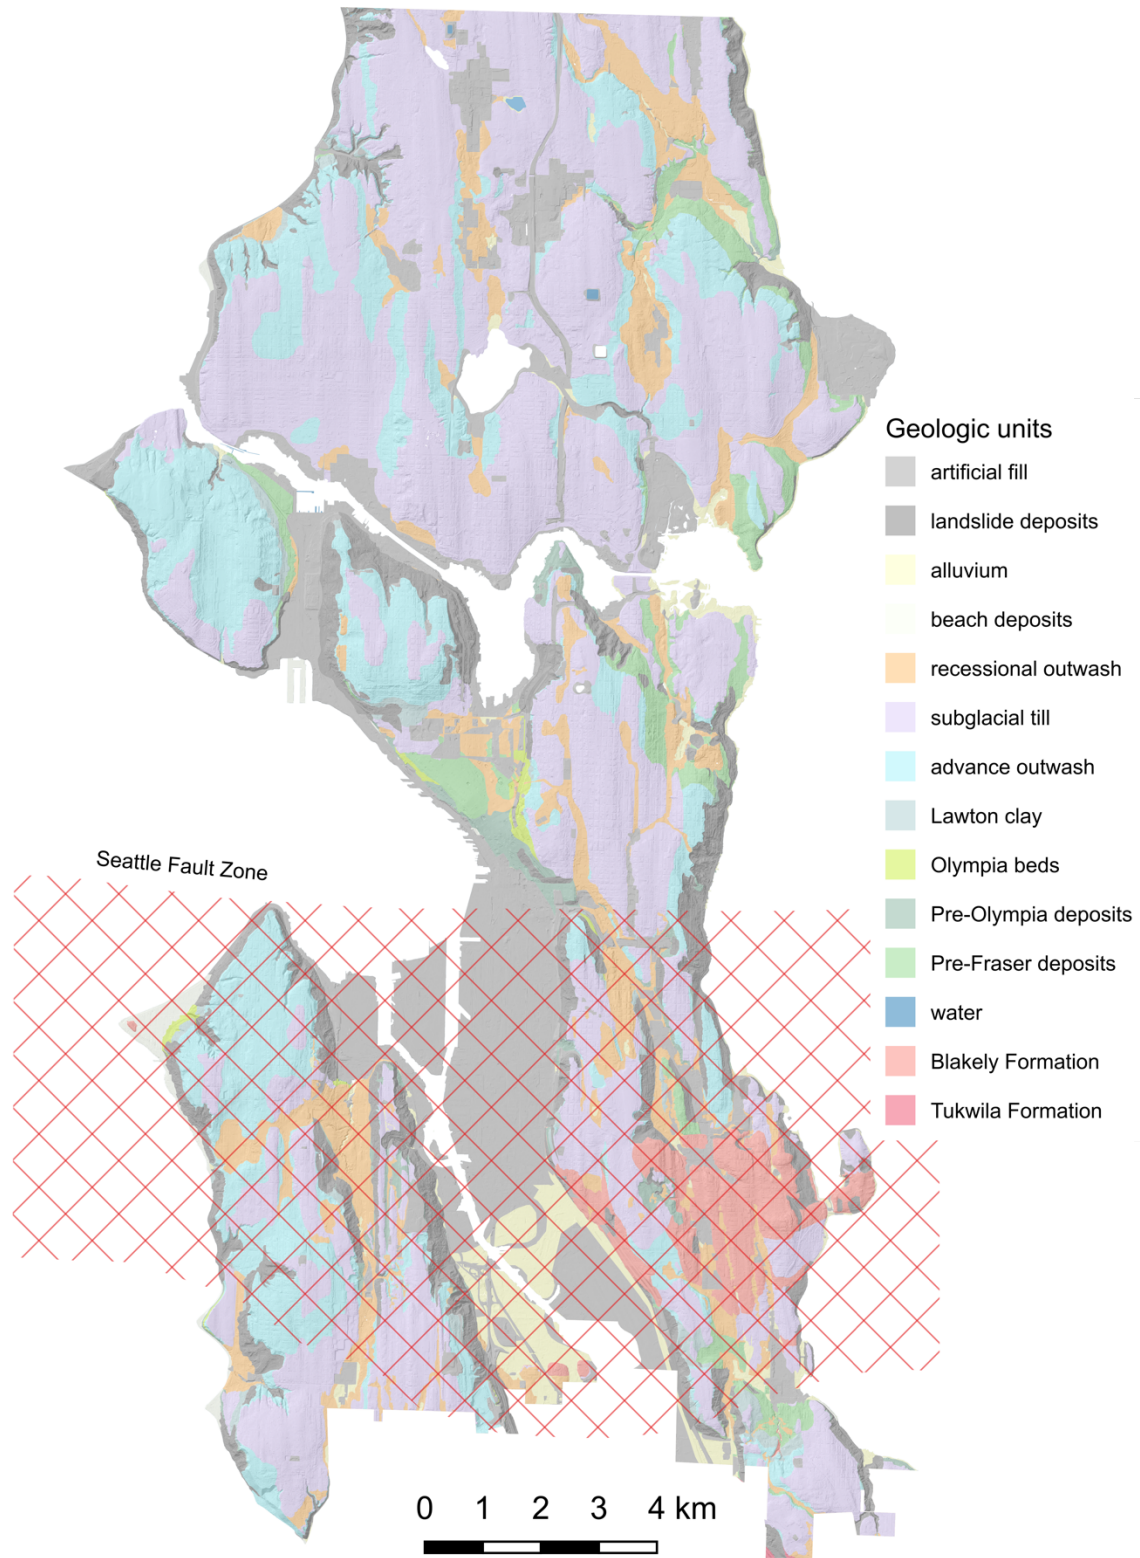 Geologic units
artificial fill
landslide deposits
alluvium
beach deposits
recessional outwash
subglacial till
advance outwash
Lawton clay
Olympia beds
Pre-Olympia deposits
Pre-Fraser deposits
water
Blakely Formation
Tukwila Formation
Seattle Fault Zone
0 1 2 3 4 km